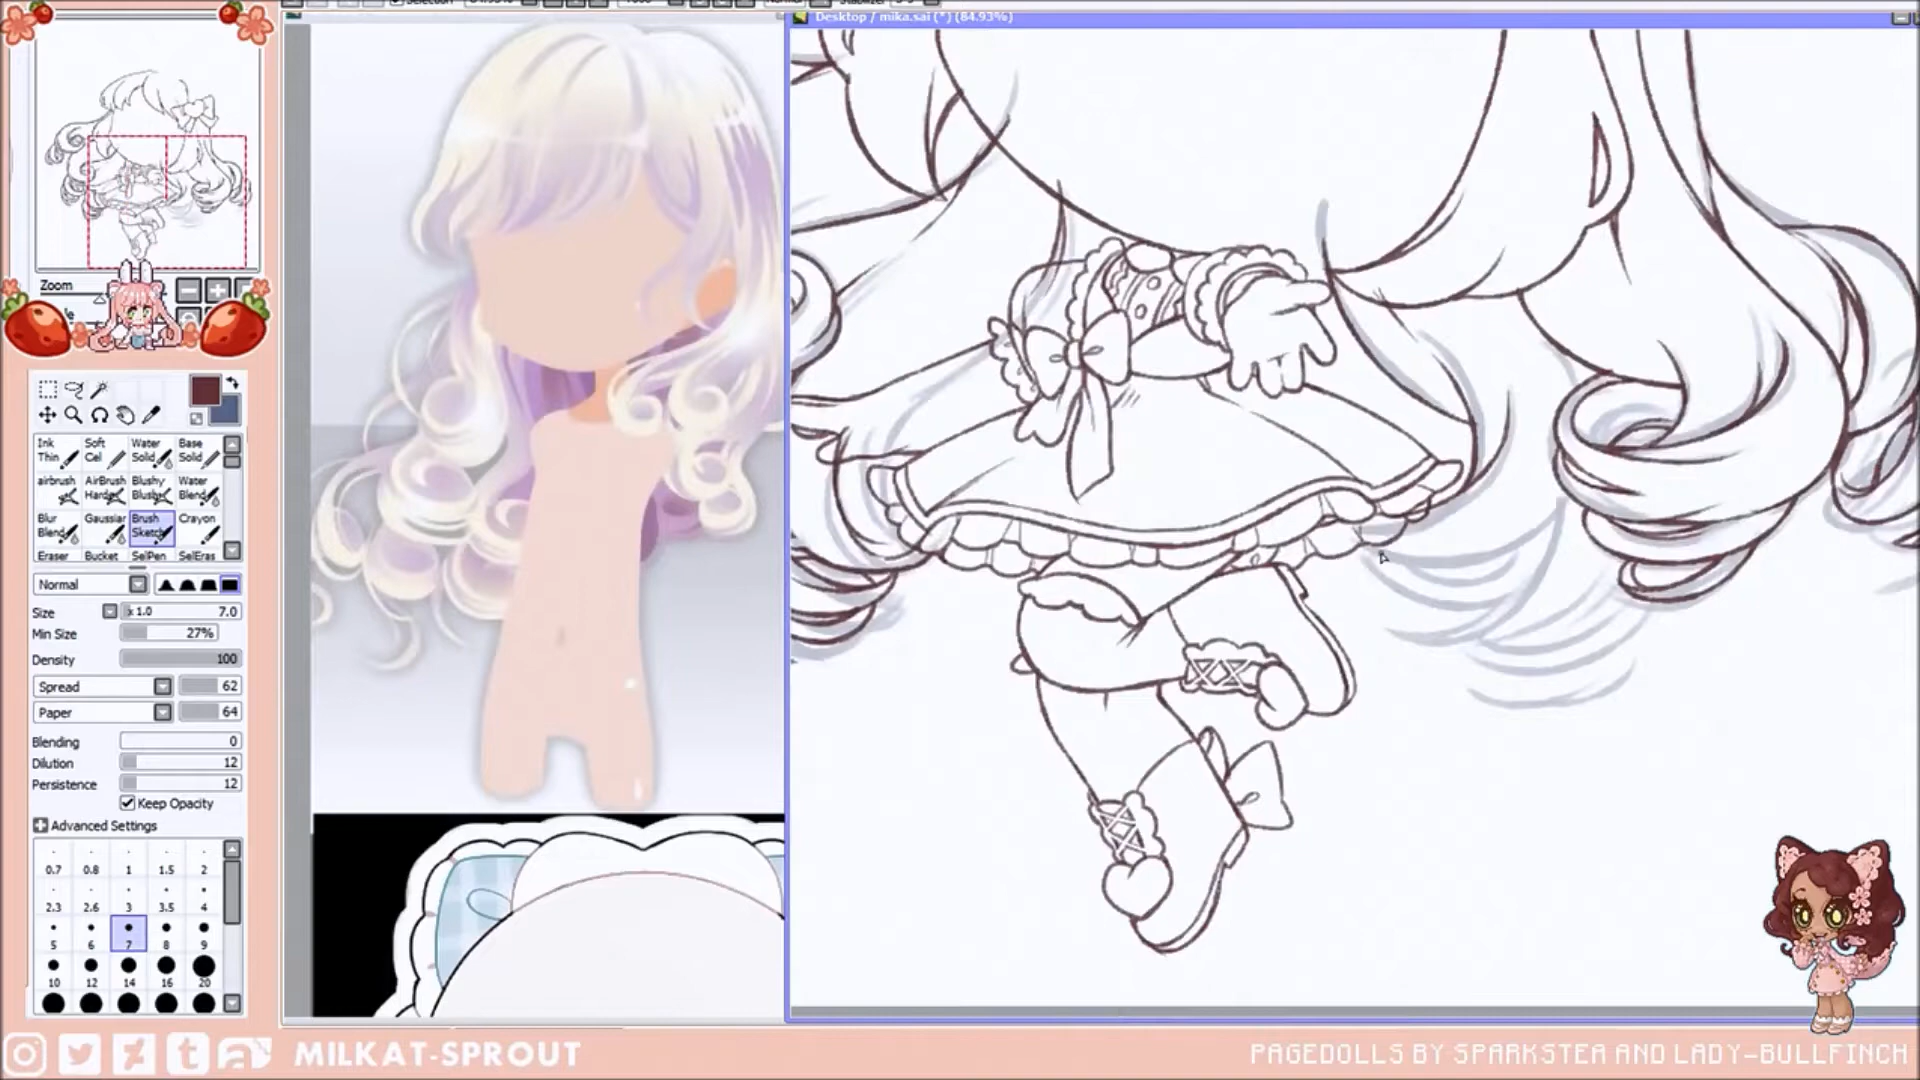 Selection
Normal
Stabilizer
Desktop / mika.sai (*) (84.93%)
Zoom
Ink Thin
Soft Cel
Water Solid
Base Solid
airbrush
AirBrush Hard
Blushy Blush
Water Blend
Blur Blend
Gaussiar
Brush Sketch
Crayon
Eraser
Bucket
SelPen
SelEras
Normal
Size x 1.0 7.0
Min Size 27%
Density 100
Spread 62
Paper 64
Blending 0
Dilution 12
Persistence 12
Keep Opacity
Advanced Settings
0.7 0.8 1 1.5 2
2.3 2.6 3 3.5 4
5 6 7 8 9
10 12 14 16 20
MILKAT-SPROUT
PAGEDOLLS BY SPARKSTEA AND LADY-BULLFINCH